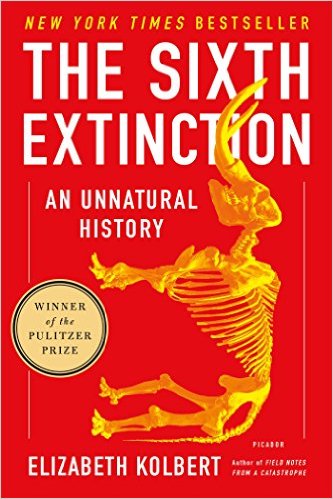 NEW YORK TIMES BESTSELLER
THE SIXTH
EXTINCTION
AN UNNATURAL
HISTORY
WINNER
of the
PULITZER
PRIZE
PICADOR
ELIZABETH KOLBERT
Author of FIELD NOTES
FROM A CATASTROPHE